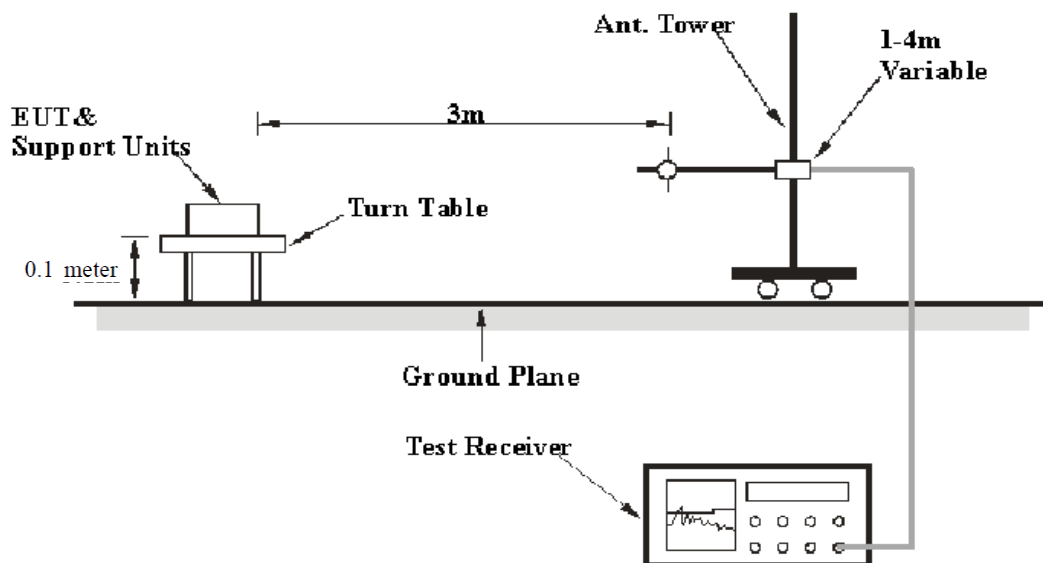 Ant. Tower
1-4m
Variable
EUT&
Support Units
3m
Turn Table
0.1 meter
Ground Plane
Test Receiver